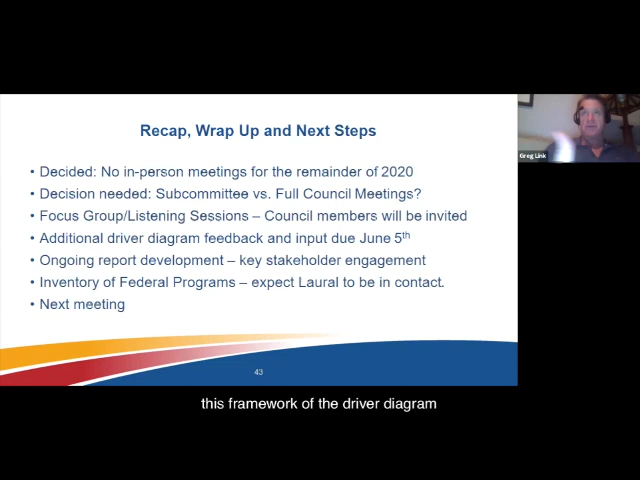 Recap, Wrap Up and Next Steps
• Decided: No in-person meetings for the remainder of 2020
• Decision needed: Subcommittee vs. Full Council Meetings?
• Focus Group/Listening Sessions – Council members will be invited
• Additional driver diagram feedback and input due June 5th
• Ongoing report development – key stakeholder engagement
• Inventory of Federal Programs – expect Laural to be in contact.
• Next meeting
43
Greg Link
this framework of the driver diagram